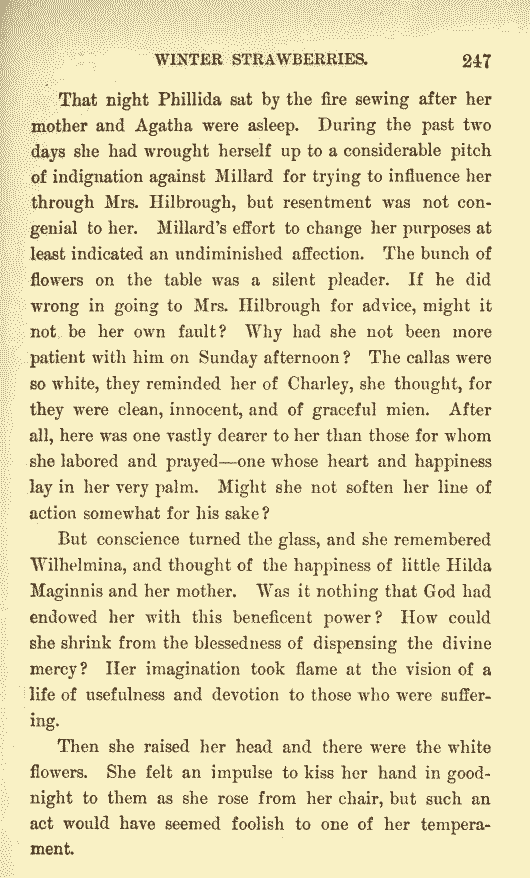 WINTER STRAWBERRIES. 247
That night Phillida sat by the fire sewing after her
mother and Agatha were asleep. During the past two
days she had wrought herself up to a considerable pitch
of indignation against Millard for trying to influence her
through Mrs. Hilbrough, but resentment was not con-
genial to her. Millard's effort to change her purposes at
least indicated an undiminished affection. The bunch of
flowers on the table was a silent pleader. If he did
wrong in going to Mrs. Hilbrough for advice, might it
not be her own fault? Why had she not been more
patient with him on Sunday afternoon? The callas were
so white, they reminded her of Charley, she thought, for
they were clean, innocent, and of graceful mien. After
all, here was one vastly dearer to her than those for whom
she labored and prayed—one whose heart and happiness
lay in her very palm. Might she not soften her line of
action somewhat for his sake?
But conscience turned the glass, and she remembered
Wilhelmina, and thought of the happiness of little Hilda
Maginnis and her mother. Was it nothing that God had
endowed her with this beneficent power? How could
she shrink from the blessedness of dispensing the divine
mercy? Her imagination took flame at the vision of a
life of usefulness and devotion to those who were suffer-
ing.
Then she raised her head and there were the white
flowers. She felt an impulse to kiss her hand in good-
night to them as she rose from her chair, but such an
act would have seemed foolish to one of her tempera-
ment.